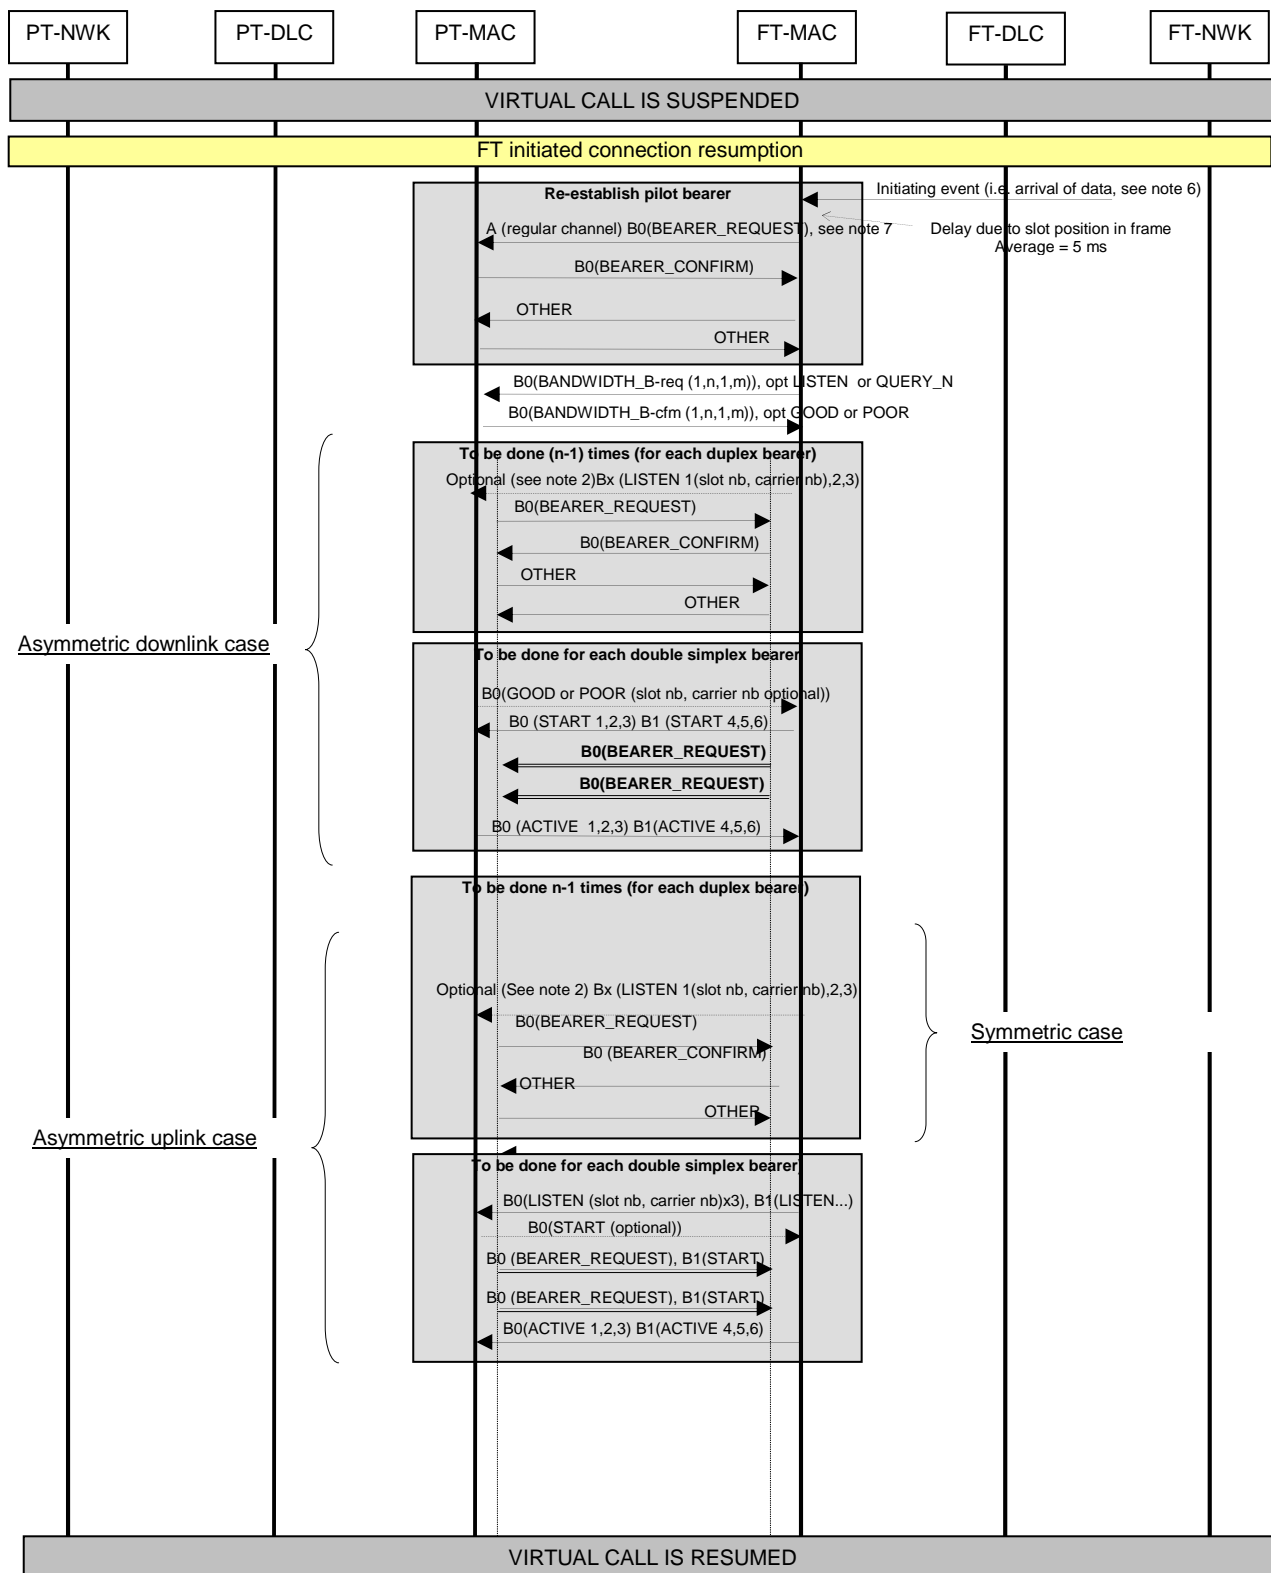 PT-NWK PT-DLC PT-MAC FT-MAC FT-DLC FT-NWK
VIRTUAL CALL IS SUSPENDED
FT initiated connection resumption
Re-establish pilot bearer
Initiating event (i.e. arrival of data, see note 6)
A (regular channel) B0(BEARER_REQUEST), see note 7
Delay due to slot position in frame
Average = 5 ms
B0(BEARER_CONFIRM)
OTHER
OTHER
B0(BANDWIDTH_B-req (1,n,1,m)), opt LISTEN or QUERY_N
B0(BANDWIDTH_B-cfm (1,n,1,m)), opt GOOD or POOR
To be done (n-1) times (for each duplex bearer)
Optional (see note 2)Bx (LISTEN 1(slot nb, carrier nb),2,3)
B0(BEARER_REQUEST)
B0(BEARER_CONFIRM)
OTHER
OTHER
Asymmetric downlink case
To be done for each double simplex bearer
B0(GOOD or POOR (slot nb, carrier nb optional))
B0 (START 1,2,3) B1 (START 4,5,6)
B0(BEARER_REQUEST)
B0(BEARER_REQUEST)
B0 (ACTIVE 1,2,3) B1(ACTIVE 4,5,6)
To be done n-1 times (for each duplex bearer)
Optional (See note 2) Bx (LISTEN 1(slot nb, carrier nb),2,3)
B0(BEARER_REQUEST)
Symmetric case
B0 (BEARER_CONFIRM)
OTHER
OTHER
Asymmetric uplink case
To be done for each double simplex bearer)
B0(LISTEN (slot nb, carrier nb)x3), B1(LISTEN...)
B0(START (optional))
B0 (BEARER_REQUEST), B1(START)
B0 (BEARER_REQUEST), B1(START)
B0(ACTIVE 1,2,3) B1(ACTIVE 4,5,6)
VIRTUAL CALL IS RESUMED